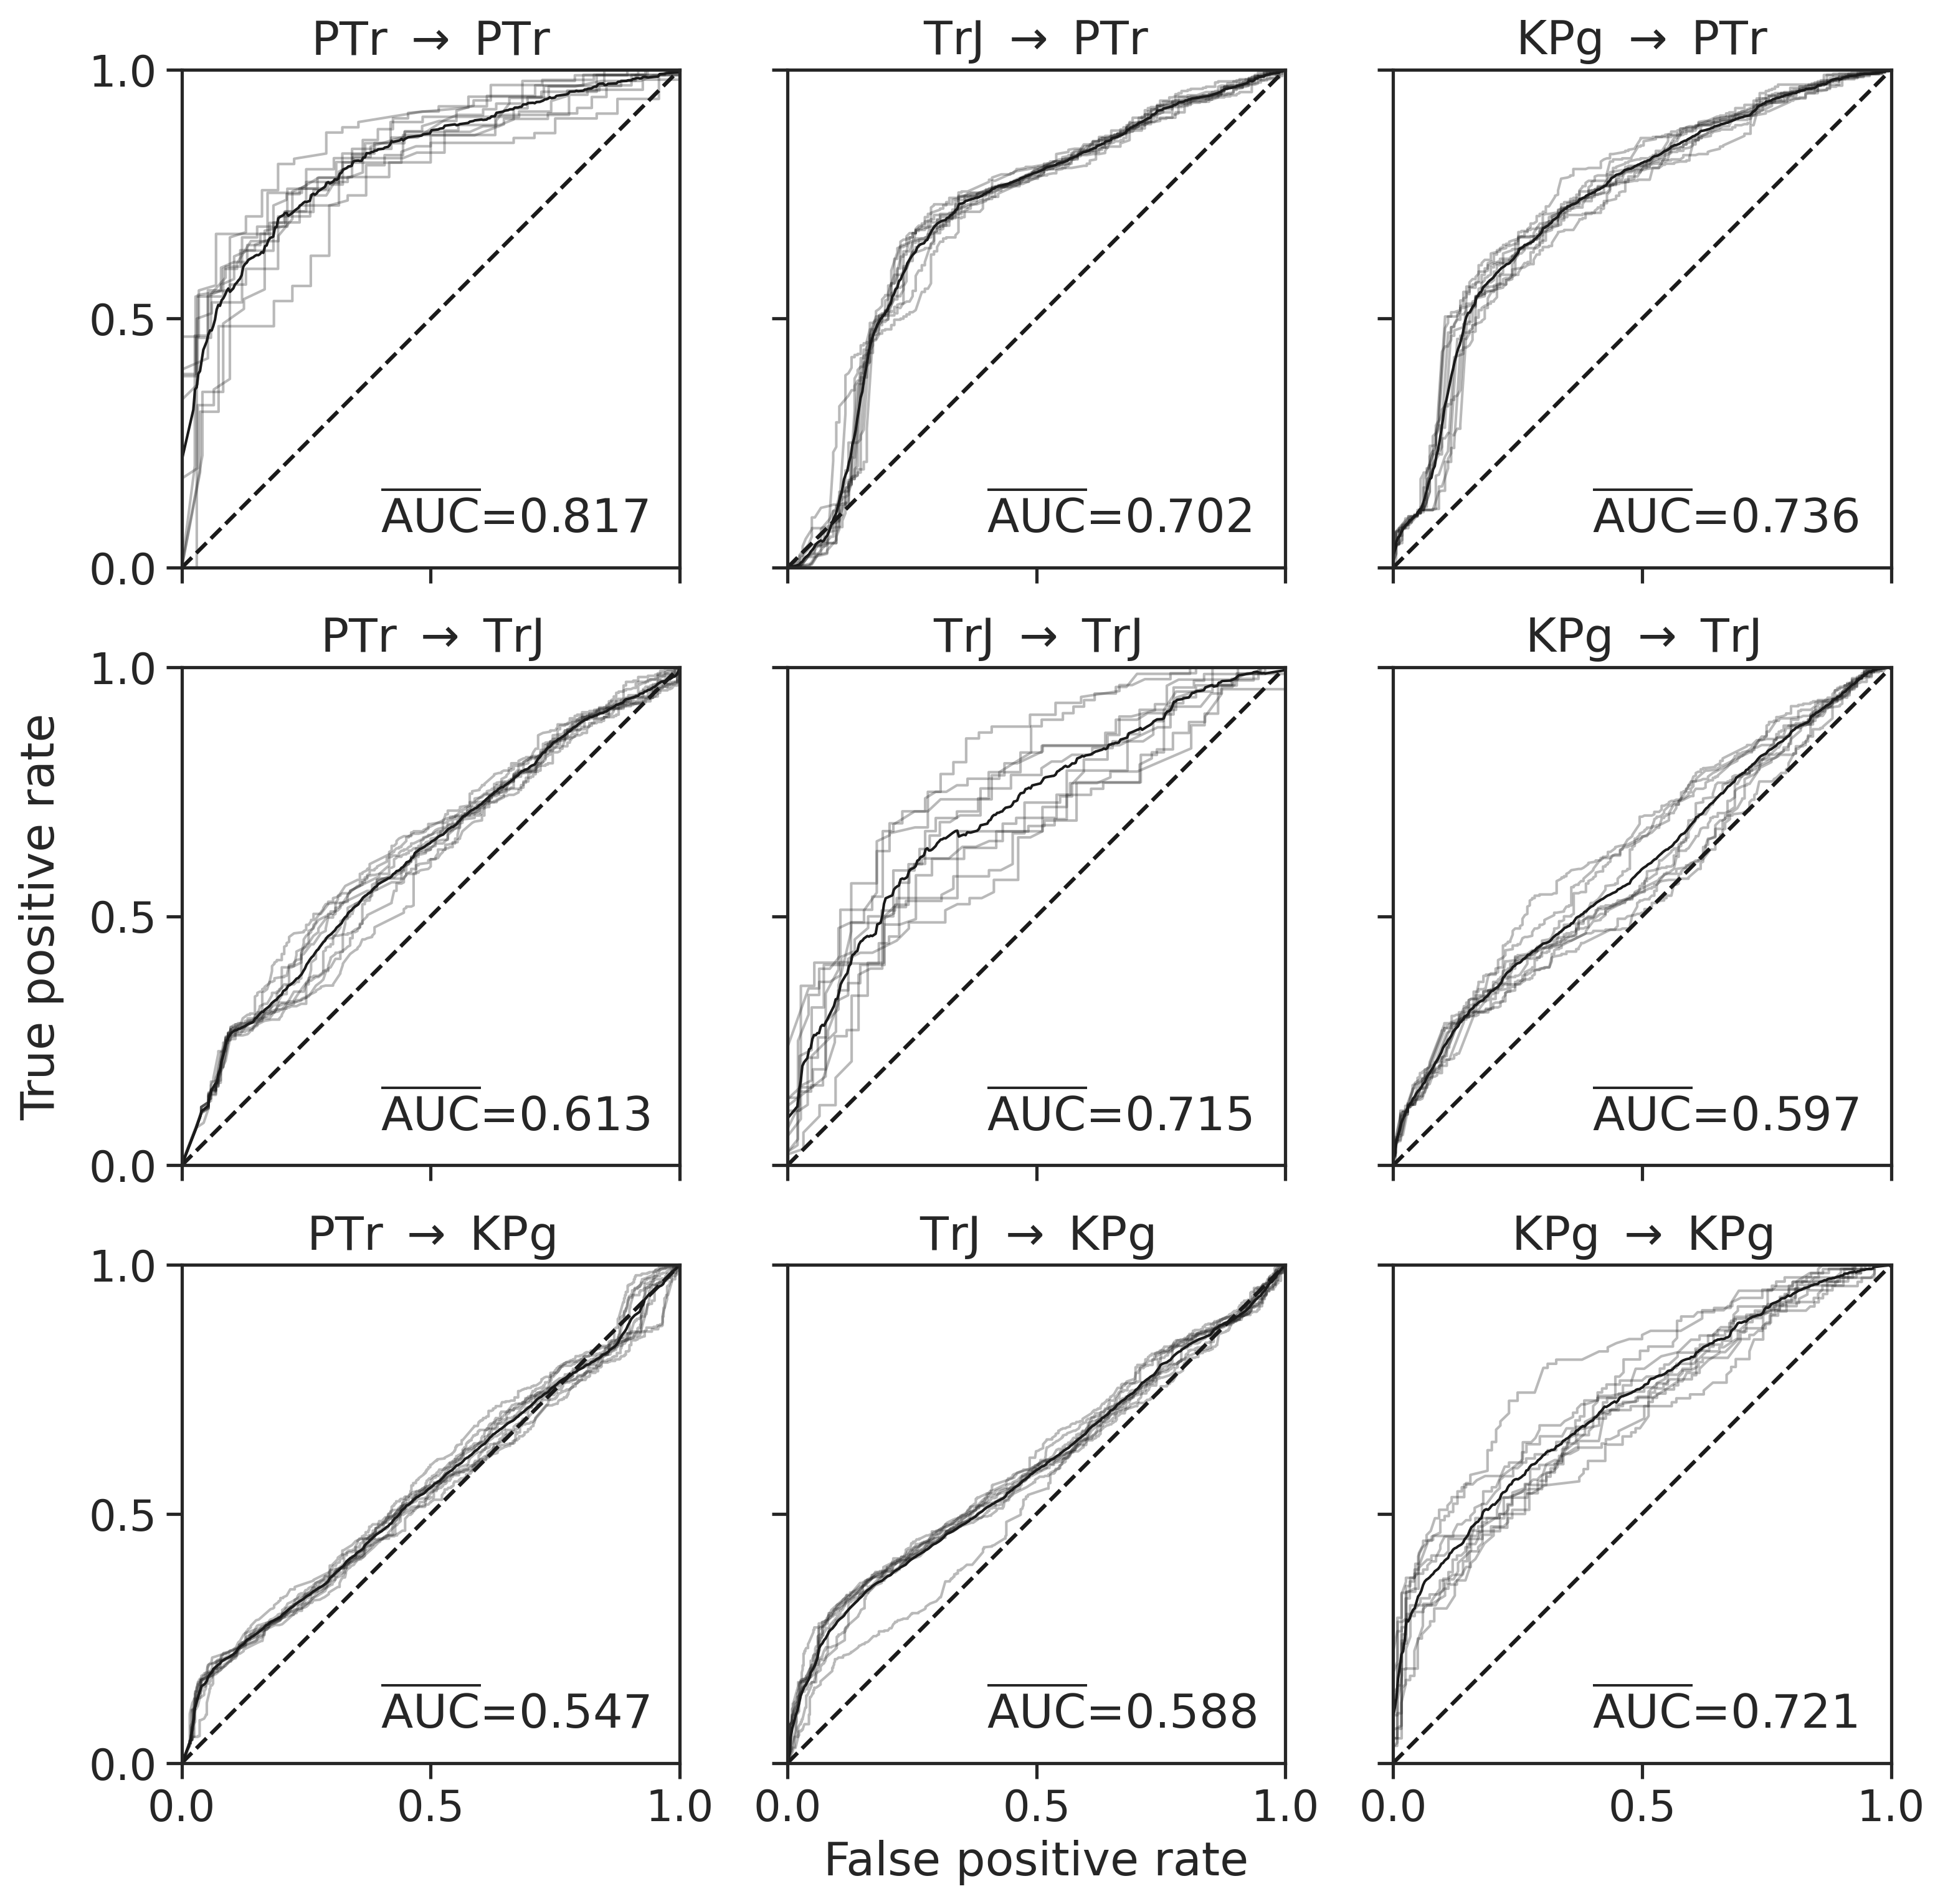 PTr → PTr
TrJ → PTr
KPg → PTr
1.0
0.5
0.0
AUC=0.817
AUC=0.702
AUC=0.736
PTr → TrJ
TrJ → TrJ
KPg → TrJ
True positive rate
1.0
0.5
0.0
AUC=0.613
AUC=0.715
AUC=0.597
PTr → KPg
TrJ → KPg
KPg → KPg
1.0
0.5
0.0
AUC=0.547
AUC=0.588
AUC=0.721
0.0 0.5 1.0
0.0 0.5 1.0
0.0 0.5 1.0
False positive rate